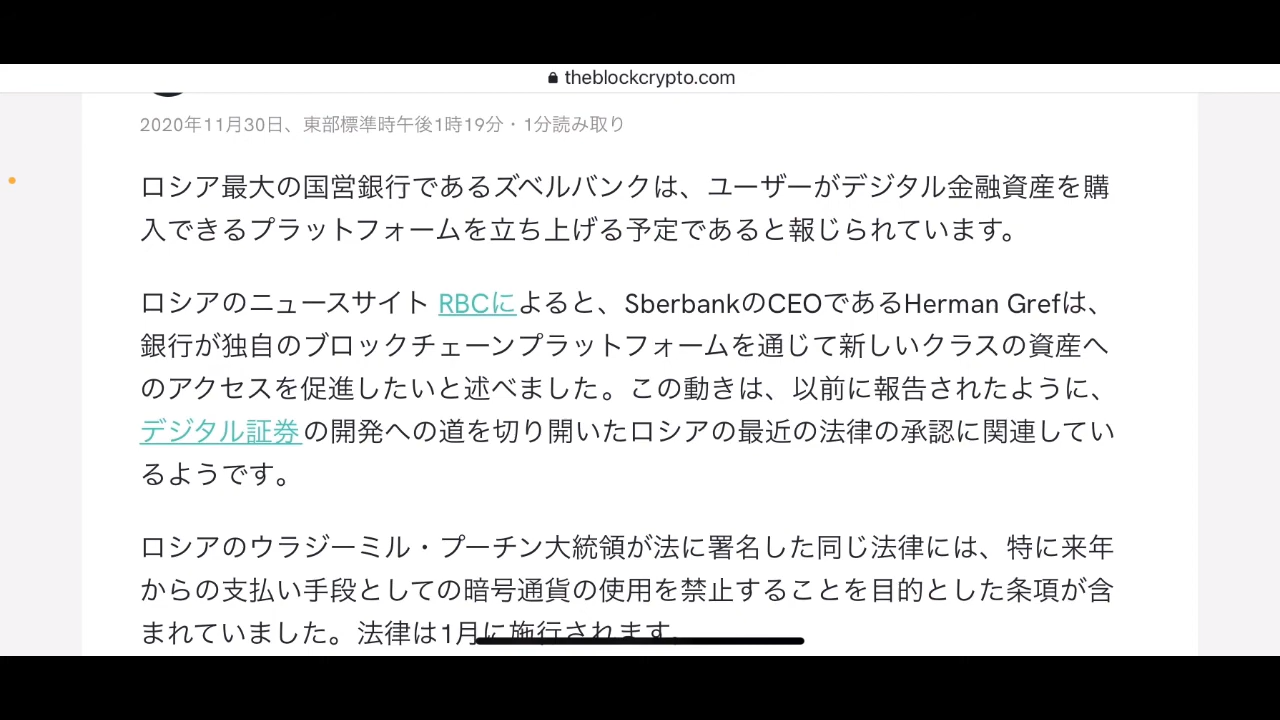 theblockcrypto.com
2020年11月30日、東部標準時午後1時19分・1分読み取り
ロシア最大の国営銀行であるズベルバンクは、ユーザーがデジタル金融資産を購
入できるプラットフォームを立ち上げる予定であると報じられています。
ロシアのニュースサイト RBCによると、SberbankのCEOであるHerman Grefは、
銀行が独自のブロックチェーンプラットフォームを通じて新しいクラスの資産へ
のアクセスを促進したいと述べました。この動きは、以前に報告されたように、
デジタル証券の開発への道を切り開いたロシアの最近の法律の承認に関連してい
るようです。
ロシアのウラジーミル・プーチン大統領が法に署名した同じ法律には、特に来年
からの支払い手段としての暗号通貨の使用を禁止することを目的とした条項が含
まれていました。法律は1月に施行されます。